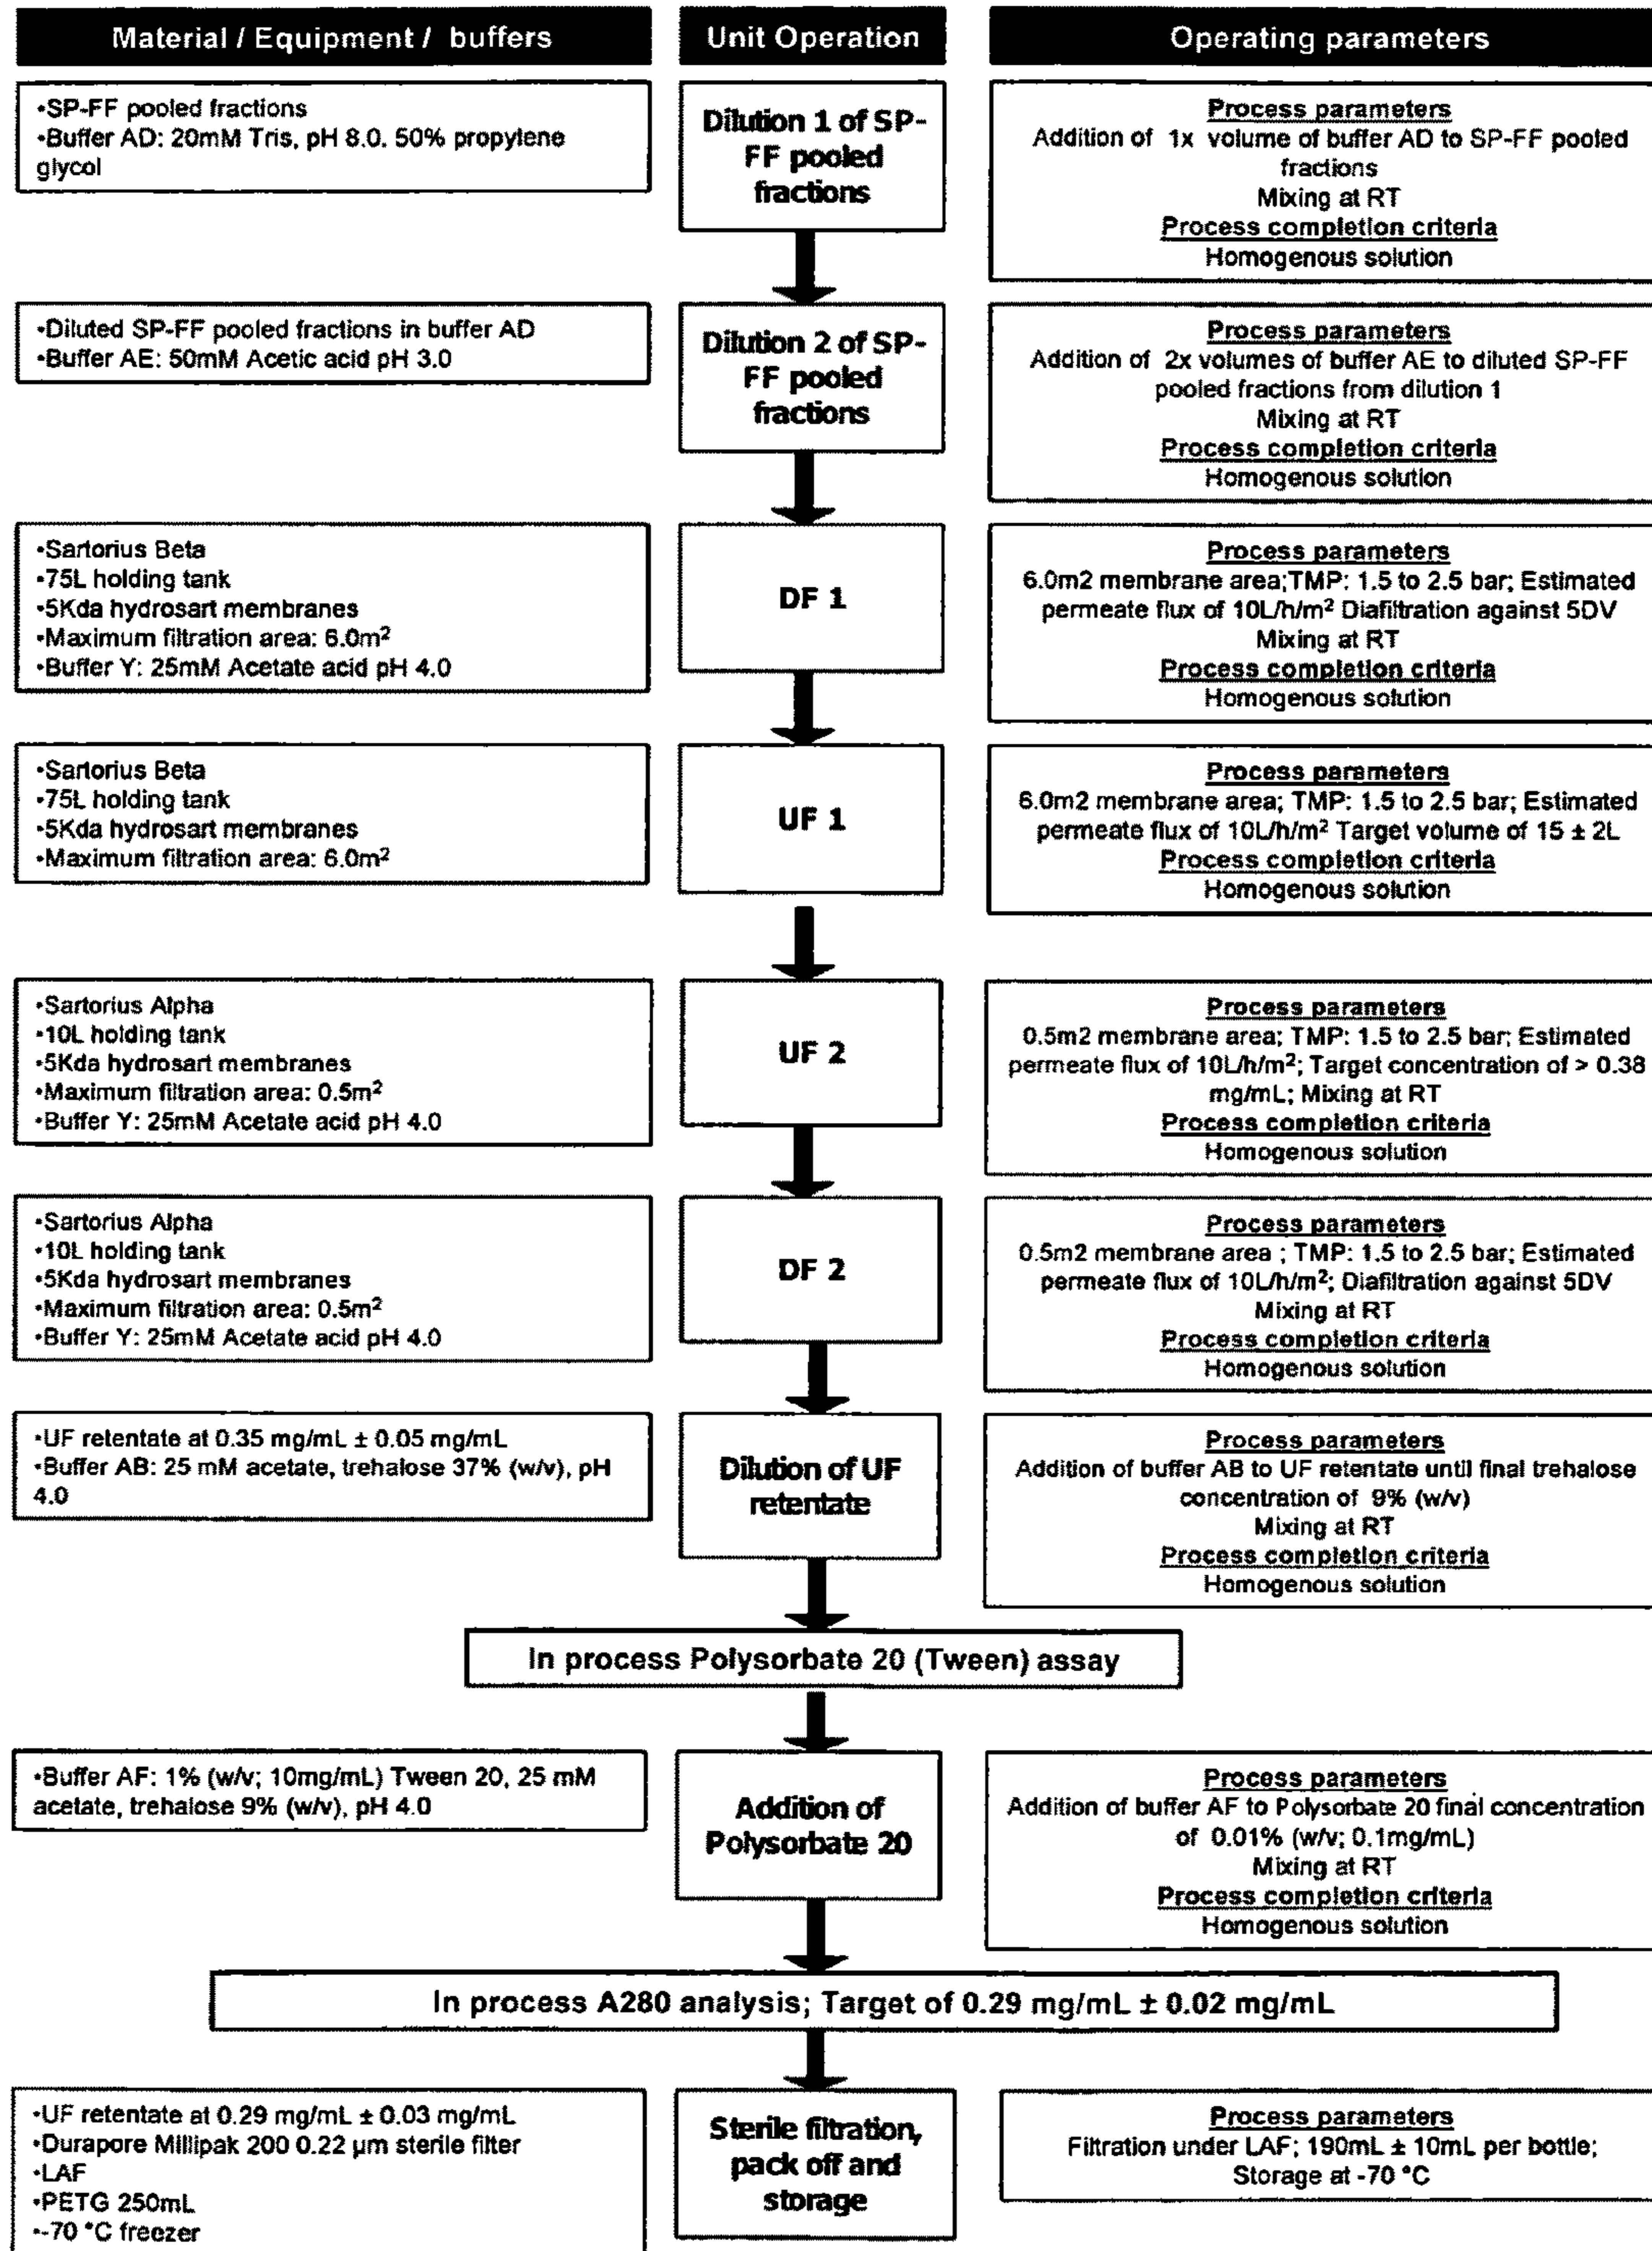 Material / Equipment / buffers
Unit Operation
Operating parameters
•SP-FF pooled fractions
•Buffer AD: 20mM Tris, pH 8.0. 50% propylene
glycol
Dilution 1 of SP-
FF pooled
fractions
Process parameters
Addition of 1x volume of buffer AD to SP-FF pooled
fractions
Mixing at RT
Process completion criteria
Homogenous solution
•Diluted SP-FF pooled fractions in buffer AD
•Buffer AE: 50mM Acetic acid pH 3.0
Dilution 2 of SP-
FF pooled
fractions
Process parameters
Addition of 2x volumes of buffer AE to diluted SP-FF
pooled fractions from dilution 1
Mixing at RT
Process completion criteria
Homogenous solution
•Sartorius Beta
•75L holding tank
•5Kda hydrosart membranes
•Maximum filtration area: 6.0m²
•Buffer Y: 25mM Acetate acid pH 4.0
DF 1
Process parameters
6.0m2 membrane area;TMP: 1.5 to 2.5 bar; Estimated
permeate flux of 10L/h/m² Diafiltration against 5DV
Mixing at RT
Process completion criteria
Homogenous solution
•Sartorius Beta
•75L holding tank
•5Kda hydrosart membranes
•Maximum filtration area: 6.0m²
UF 1
Process parameters
6.0m2 membrane area; TMP: 1.5 to 2.5 bar; Estimated
permeate flux of 10L/h/m² Target volume of 15 ± 2L
Process completion criteria
Homogenous solution
•Sartorius Alpha
•10L holding tank
•5Kda hydrosart membranes
•Maximum filtration area: 0.5m²
•Buffer Y: 25mM Acetate acid pH 4.0
UF 2
Process parameters
0.5m2 membrane area; TMP: 1.5 to 2.5 bar; Estimated
permeate flux of 10L/h/m²; Target concentration of > 0.38
mg/mL; Mixing at RT
Process completion criteria
Homogenous solution
•Sartorius Alpha
•10L holding tank
•5Kda hydrosart membranes
•Maximum filtration area: 0.5m²
•Buffer Y: 25mM Acetate acid pH 4.0
DF 2
Process parameters
0.5m2 membrane area ; TMP: 1.5 to 2.5 bar; Estimated
permeate flux of 10L/h/m²; Diafiltration against 5DV
Mixing at RT
Process completion criteria
Homogenous solution
•UF retentate at 0.35 mg/mL ± 0.05 mg/mL
•Buffer AB: 25 mM acetate, trehalose 37% (w/v), pH
4.0
Dilution of UF
retentate
Process parameters
Addition of buffer AB to UF retentate until final trehalose
concentration of 9% (w/v)
Mixing at RT
Process completion criteria
Homogenous solution
In process Polysorbate 20 (Tween) assay
•Buffer AF: 1% (w/v; 10mg/mL) Tween 20, 25 mM
acetate, trehalose 9% (w/v), pH 4.0
Addition of
Polysorbate 20
Process parameters
Addition of buffer AF to Polysorbate 20 final concentration
of 0.01% (w/v; 0.1mg/mL)
Mixing at RT
Process completion criteria
Homogenous solution
In process A280 analysis; Target of 0.29 mg/mL ± 0.02 mg/mL
•UF retentate at 0.29 mg/mL ± 0.03 mg/mL
•Durapore Millipak 200 0.22 µm sterile filter
•LAF
•PETG 250mL
•-70 °C freezer
Sterile filtration,
pack off and
storage
Process parameters
Filtration under LAF; 190mL ± 10mL per bottle;
Storage at -70 °C